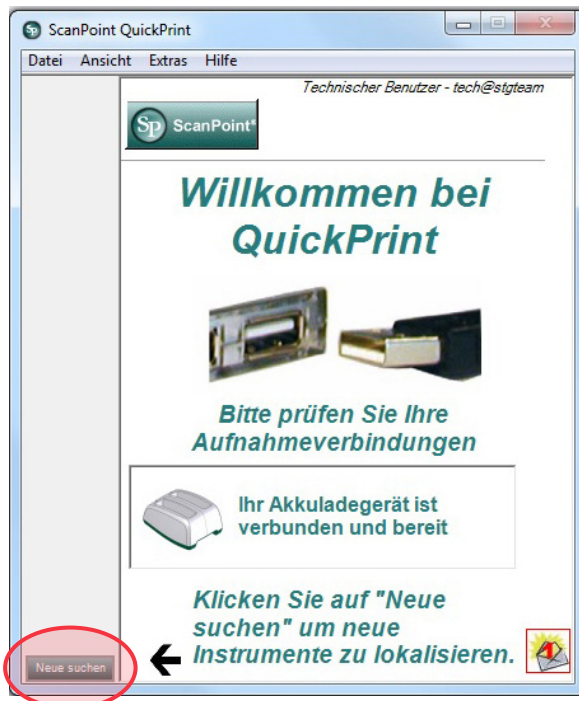 ScanPoint QuickPrint
Datei Ansicht Extras Hilfe
Technischer Benutzer - tech@stgteam
Sp ScanPoint®
Willkommen bei
QuickPrint
Bitte prüfen Sie Ihre
Aufnahmeverbindungen
Ihr Akkuladegerät ist
verbunden und bereit
Klicken Sie auf "Neue
suchen" um neue
Instrumente zu lokalisieren.
Neue suchen